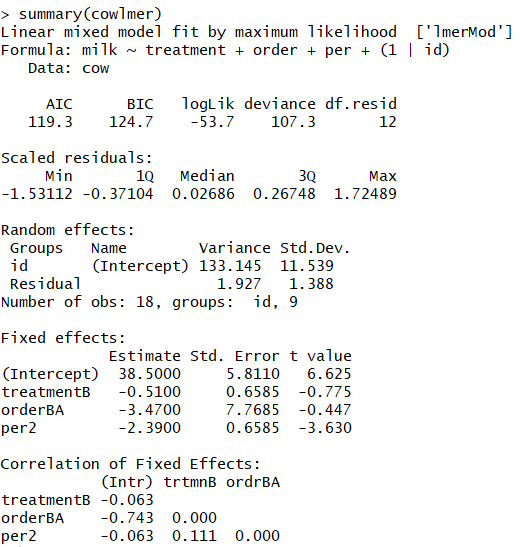 > summary(cowlmer)
Linear mixed model fit by maximum likelihood  ['lmerMod']
Formula: milk ~ treatment + order + per + (1 | id)
   Data: cow

     AIC      BIC   logLik deviance df.resid
   119.3    124.7    -53.7    107.3       12

Scaled residuals:
     Min       1Q   Median       3Q      Max
-1.53112 -0.37104  0.02686  0.26748  1.72489

Random effects:
 Groups   Name        Variance Std.Dev.
 id       (Intercept) 133.145  11.539
 Residual               1.927   1.388
Number of obs: 18, groups:  id, 9

Fixed effects:
            Estimate Std. Error t value
(Intercept)  38.5000     5.8110   6.625
treatmentB   -0.5100     0.6585  -0.775
orderBA      -3.4700     7.7685  -0.447
per2         -2.3900     0.6585  -3.630

Correlation of Fixed Effects:
           (Intr) trtmnB ordrBA
treatmentB -0.063
orderBA    -0.743  0.000
per2       -0.063  0.111  0.000